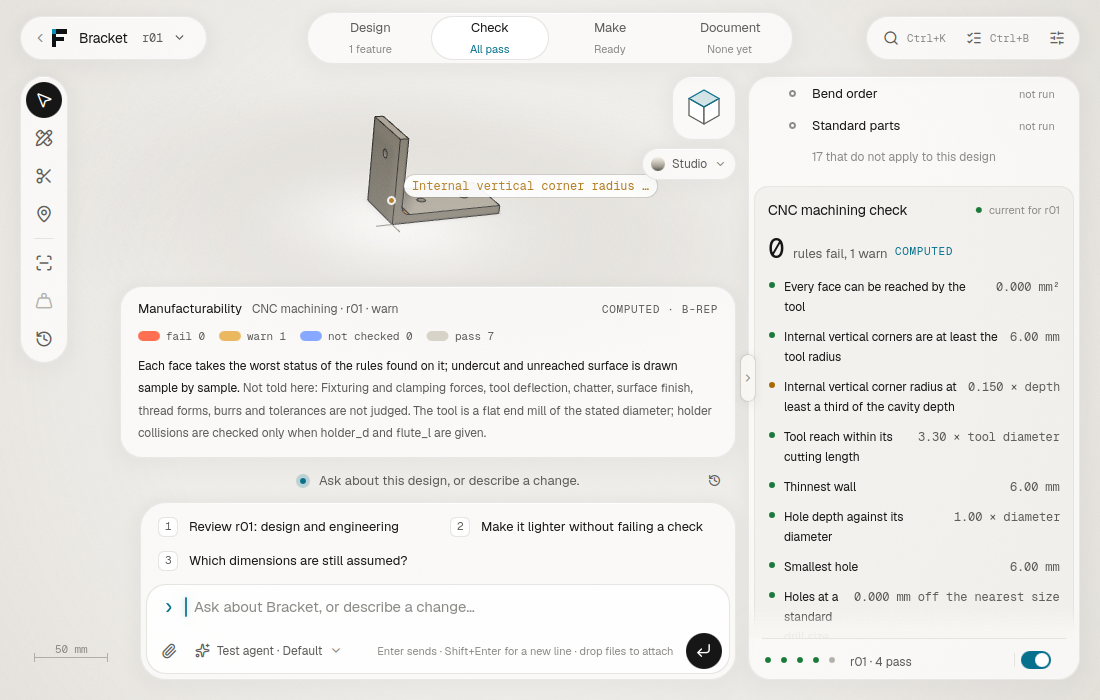 Bracket r01
Design
1 feature
Check
All pass
Make
Ready
Document
None yet
Ctrl+K
Ctrl+B
Studio
Internal vertical corner radius …
Manufacturability CNC machining · r01 · warn COMPUTED · B-REP
fail 0 warn 1 not checked 0 pass 7
Each face takes the worst status of the rules found on it; undercut and unreached surface is drawn
sample by sample. Not told here: Fixturing and clamping forces, tool deflection, chatter, surface finish,
thread forms, burrs and tolerances are not judged. The tool is a flat end mill of the stated diameter; holder
collisions are checked only when holder_d and flute_l are given.
Ask about this design, or describe a change.
1 Review r01: design and engineering
2 Make it lighter without failing a check
3 Which dimensions are still assumed?
Ask about Bracket, or describe a change…
Test agent · Default
Enter sends · Shift+Enter for a new line · drop files to attach
50 mm
Bend order not run
Standard parts not run
17 that do not apply to this design
CNC machining check current for r01
0 rules fail, 1 warn COMPUTED
Every face can be reached by the 0.000 mm²
tool
Internal vertical corners are at least the 6.00 mm
tool radius
Internal vertical corner radius at 0.150 × depth
least a third of the cavity depth
Tool reach within its 3.30 × tool diameter
cutting length
Thinnest wall 6.00 mm
Hole depth against its 1.00 × diameter
diameter
Smallest hole 6.00 mm
Holes at a 0.000 mm off the nearest size
standard
drill size
r01 · 4 pass